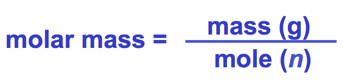 molar mass = mass (g)
mole (n)